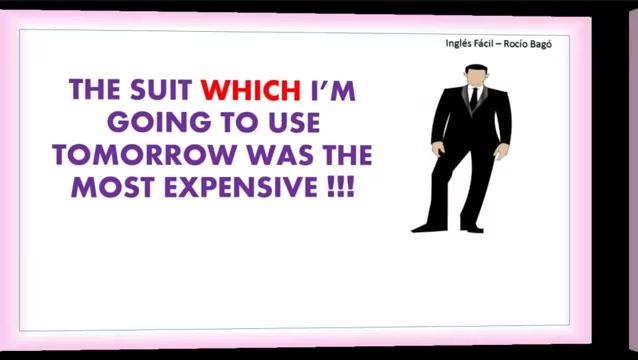 Inglés Fácil – Rocío Bagó
THE SUIT WHICH I'M
GOING TO USE
TOMORROW WAS THE
MOST EXPENSIVE !!!